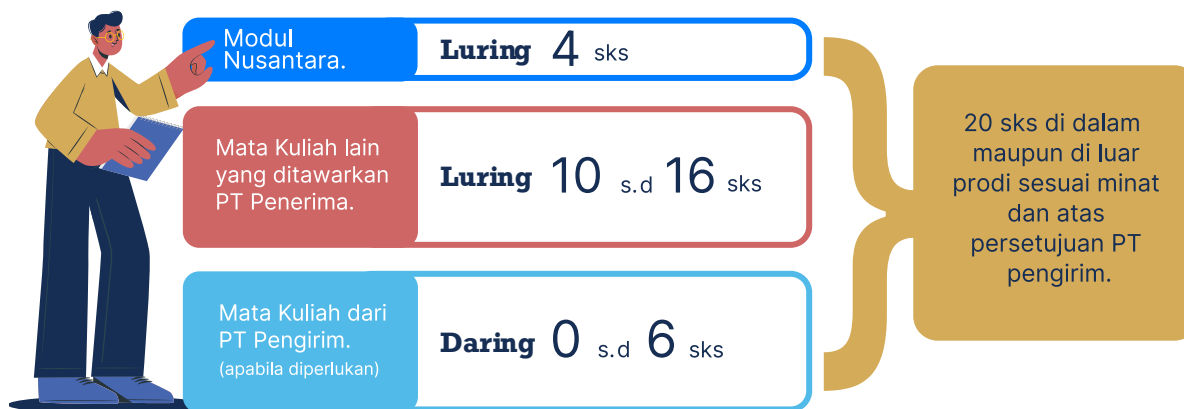 Modul
Nusantara.
Luring 4 sks
Mata Kuliah lain
yang ditawarkan
PT Penerima.
Luring 10 s.d 16 sks
Mata Kuliah dari
PT Pengirim.
(apabila diperlukan)
Daring 0 s.d 6 sks
20 sks di dalam
maupun di luar
prodi sesuai minat
dan atas
persetujuan PT
pengirim.